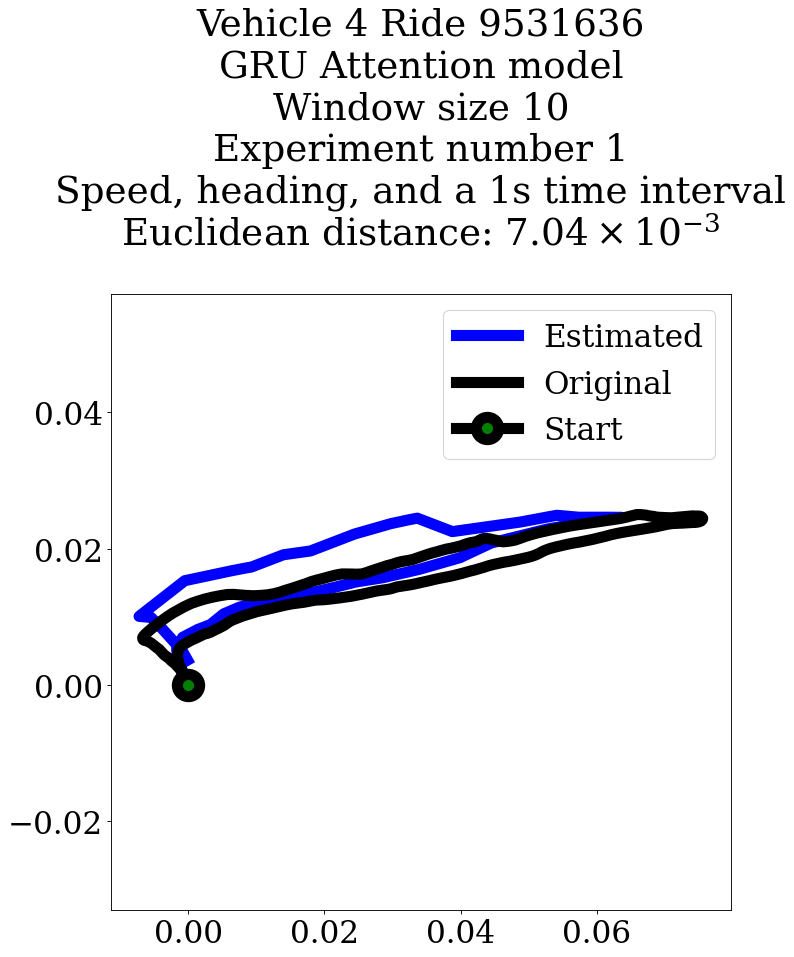 Vehicle 4 Ride 9531636
GRU Attention model
Window size 10
Experiment number 1
Speed, heading, and a 1s time interval
Euclidean distance: 7.04 × 10⁻³
Estimated
Original
Start
0.04
0.02
0.00
−0.02
0.00 0.02 0.04 0.06